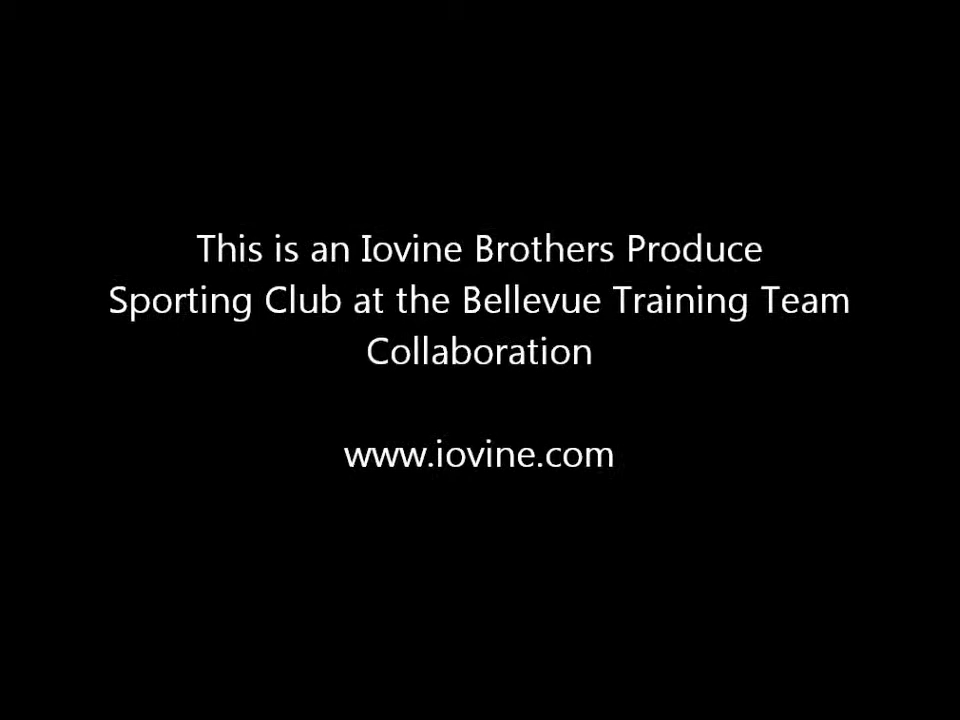 This is an Iovine Brothers Produce
Sporting Club at the Bellevue Training Team
Collaboration
www.iovine.com